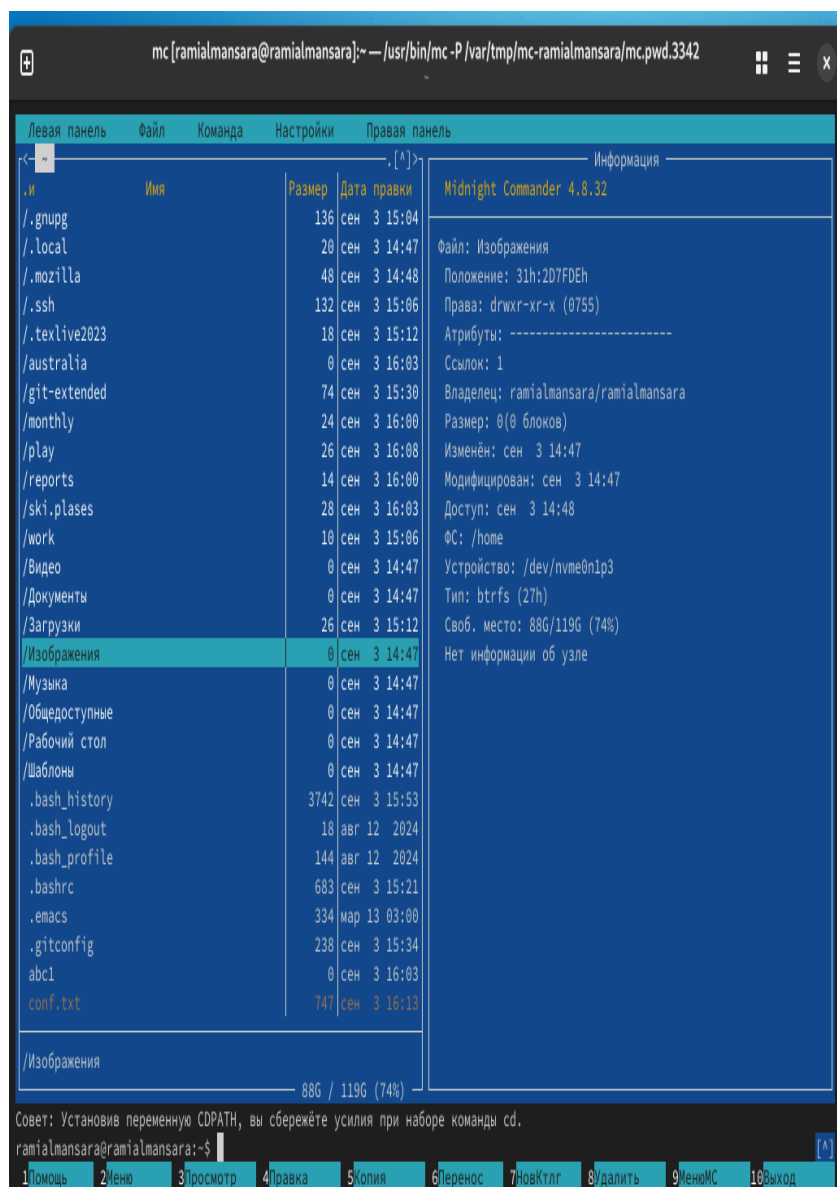 mc [ramialmansara@ramialmansara]:~ — /usr/bin/mc -P /var/tmp/mc-ramialmansara/mc.pwd.3342
~
Левая панель Файл Команда Настройки Правая панель
<- ~ .[^]>
.и Имя Размер Дата правки
/.gnupg 136 сен 3 15:04
/.local 20 сен 3 14:47
/.mozilla 48 сен 3 14:48
/.ssh 132 сен 3 15:06
/.texlive2023 18 сен 3 15:12
/australia 0 сен 3 16:03
/git-extended 74 сен 3 15:30
/monthly 24 сен 3 16:00
/play 26 сен 3 16:08
/reports 14 сен 3 16:00
/ski.plases 28 сен 3 16:03
/work 10 сен 3 15:06
/Видео 0 сен 3 14:47
/Документы 0 сен 3 14:47
/Загрузки 26 сен 3 15:12
/Изображения 0 сен 3 14:47
/Музыка 0 сен 3 14:47
/Общедоступные 0 сен 3 14:47
/Рабочий стол 0 сен 3 14:47
/Шаблоны 0 сен 3 14:47
.bash_history 3742 сен 3 15:53
.bash_logout 18 авг 12 2024
.bash_profile 144 авг 12 2024
.bashrc 683 сен 3 15:21
.emacs 334 мар 13 03:00
.gitconfig 238 сен 3 15:34
abc1 0 сен 3 16:03
conf.txt 747 сен 3 16:13
/Изображения
88G / 119G (74%)
Информация
Midnight Commander 4.8.32
Файл: Изображения
Положение: 31h:2D7FDEh
Права: drwxr-xr-x (0755)
Атрибуты: ------------------------
Ссылок: 1
Владелец: ramialmansara/ramialmansara
Размер: 0(0 блоков)
Изменён: сен 3 14:47
Модифицирован: сен 3 14:47
Доступ: сен 3 14:48
ФС: /home
Устройство: /dev/nvme0n1p3
Тип: btrfs (27h)
Своб. место: 88G/119G (74%)
Нет информации об узле
Совет: Установив переменную CDPATH, вы сбережёте усилия при наборе команды cd.
ramialmansara@ramialmansara:~$ [^]
1Помощь 2Меню 3Просмотр 4Правка 5Копия 6Перенос 7НовКтлг 8Удалить 9МенюМС 10Выход